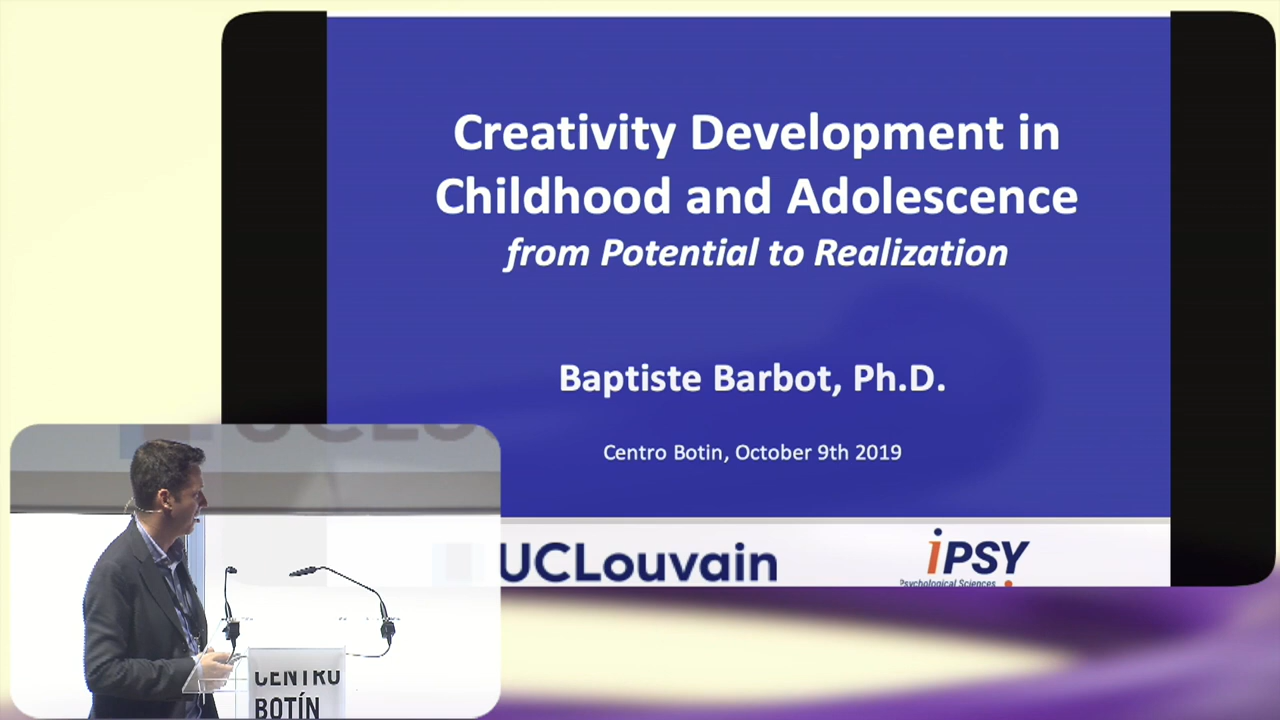 Creativity Development in
Childhood and Adolescence
from Potential to Realization
Baptiste Barbot, Ph.D.
Centro Botin, October 9th 2019
UCLouvain
iPSY
Psychological Sciences
UCLO
CENTRO
BOTÍN